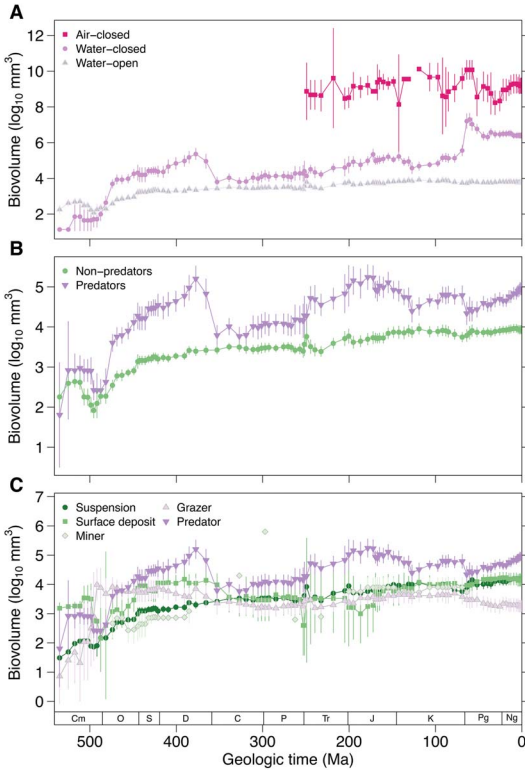 A
Air-closed
Water-closed
Water-open
Biovolume (log10 mm3)
12
10
8
6
4
2
B
Non-predators
Predators
Biovolume (log10 mm3)
5
4
3
2
1
C
Suspension
Surface deposit
Miner
Grazer
Predator
Biovolume (log10 mm3)
7
6
5
4
3
2
1
0
Cm O S D C P Tr J K Pg Ng
500 400 300 200 100 0
Geologic time (Ma)